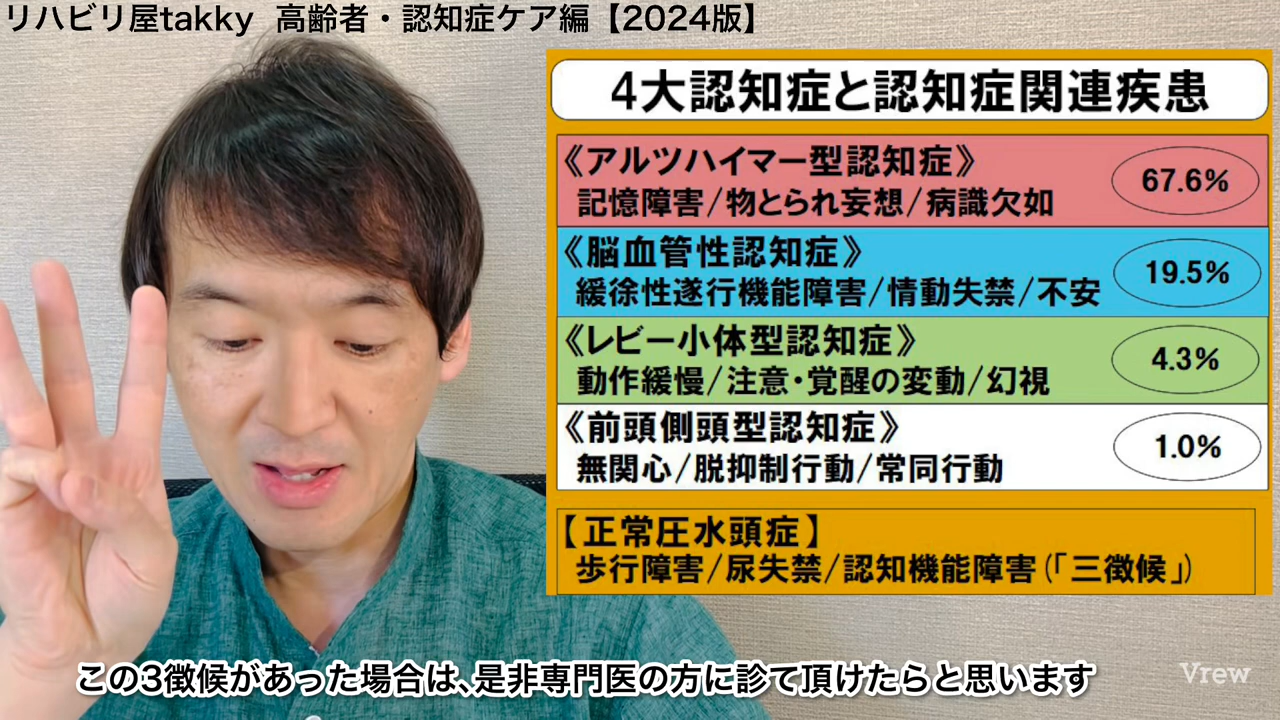 リハビリ屋takky 高齢者・認知症ケア編【2024版】
4大認知症と認知症関連疾患
《アルツハイマー型認知症》
記憶障害/物とられ妄想/病識欠如
67.6%
《脳血管性認知症》
緩徐性遂行機能障害/情動失禁/不安
19.5%
《レビー小体型認知症》
動作緩慢/注意・覚醒の変動/幻視
4.3%
《前頭側頭型認知症》
無関心/脱抑制行動/常同行動
1.0%
【正常圧水頭症】
歩行障害/尿失禁/認知機能障害(「三徴候」)
この3徴候があった場合は､是非専門医の方に診て頂けたらと思います
Vrew